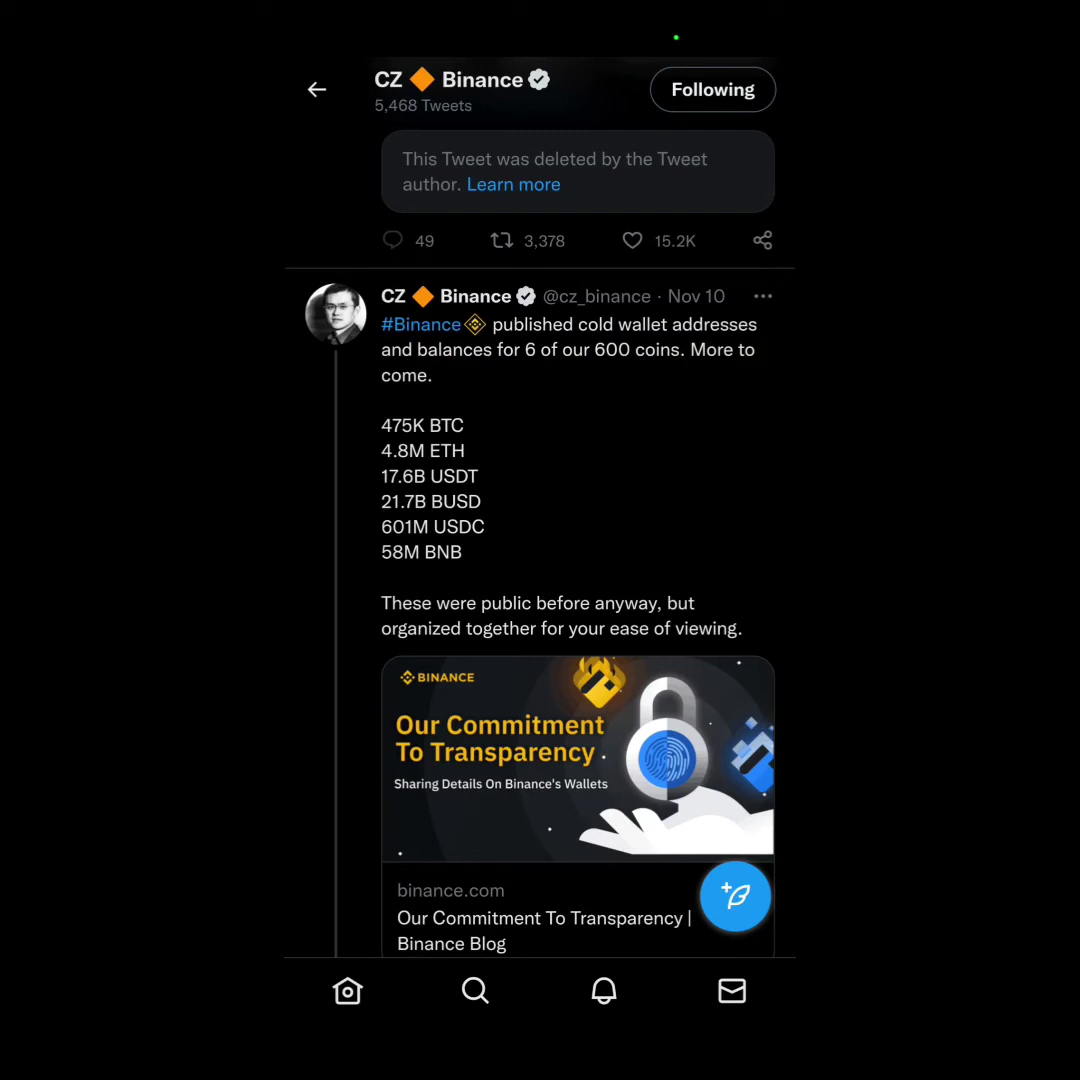 CZ 🔶 Binance
5,468 Tweets
Following
This Tweet was deleted by the Tweet
author. Learn more
49
3,378
15.2K
CZ 🔶 Binance @cz_binance · Nov 10
#Binance published cold wallet addresses
and balances for 6 of our 600 coins. More to
come.
475K BTC
4.8M ETH
17.6B USDT
21.7B BUSD
601M USDC
58M BNB
These were public before anyway, but
organized together for your ease of viewing.
BINANCE
Our Commitment
To Transparency
Sharing Details On Binance's Wallets
binance.com
Our Commitment To Transparency |
Binance Blog